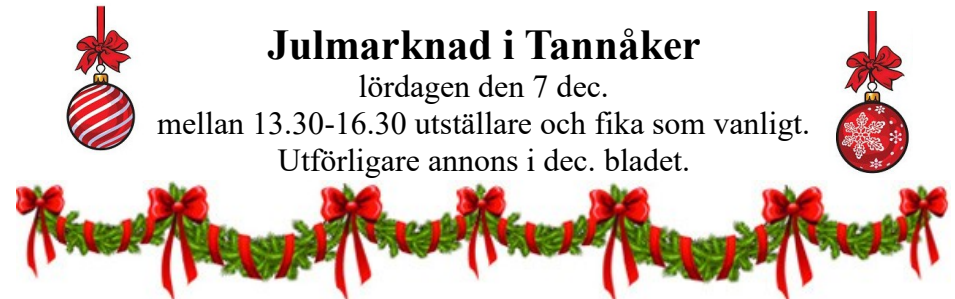 Julmarknad i Tannåker
lördagen den 7 dec.
mellan 13.30-16.30 utställare och fika som vanligt.
Utförligare annons i dec. bladet.